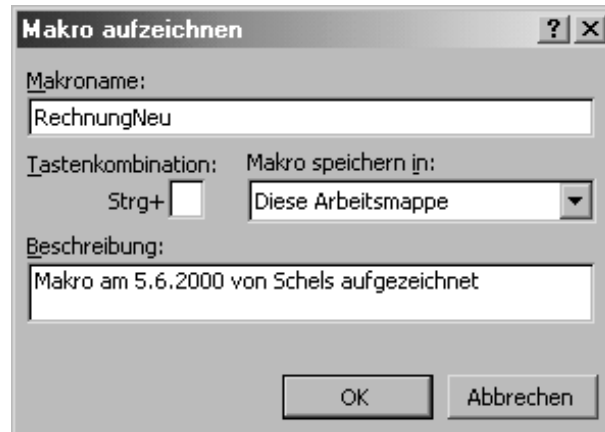 Makro aufzeichnen
Makroname:
RechnungNeu
Tastenkombination: Makro speichern in:
Strg+ Diese Arbeitsmappe
Beschreibung:
Makro am 5.6.2000 von Schels aufgezeichnet
OK Abbrechen